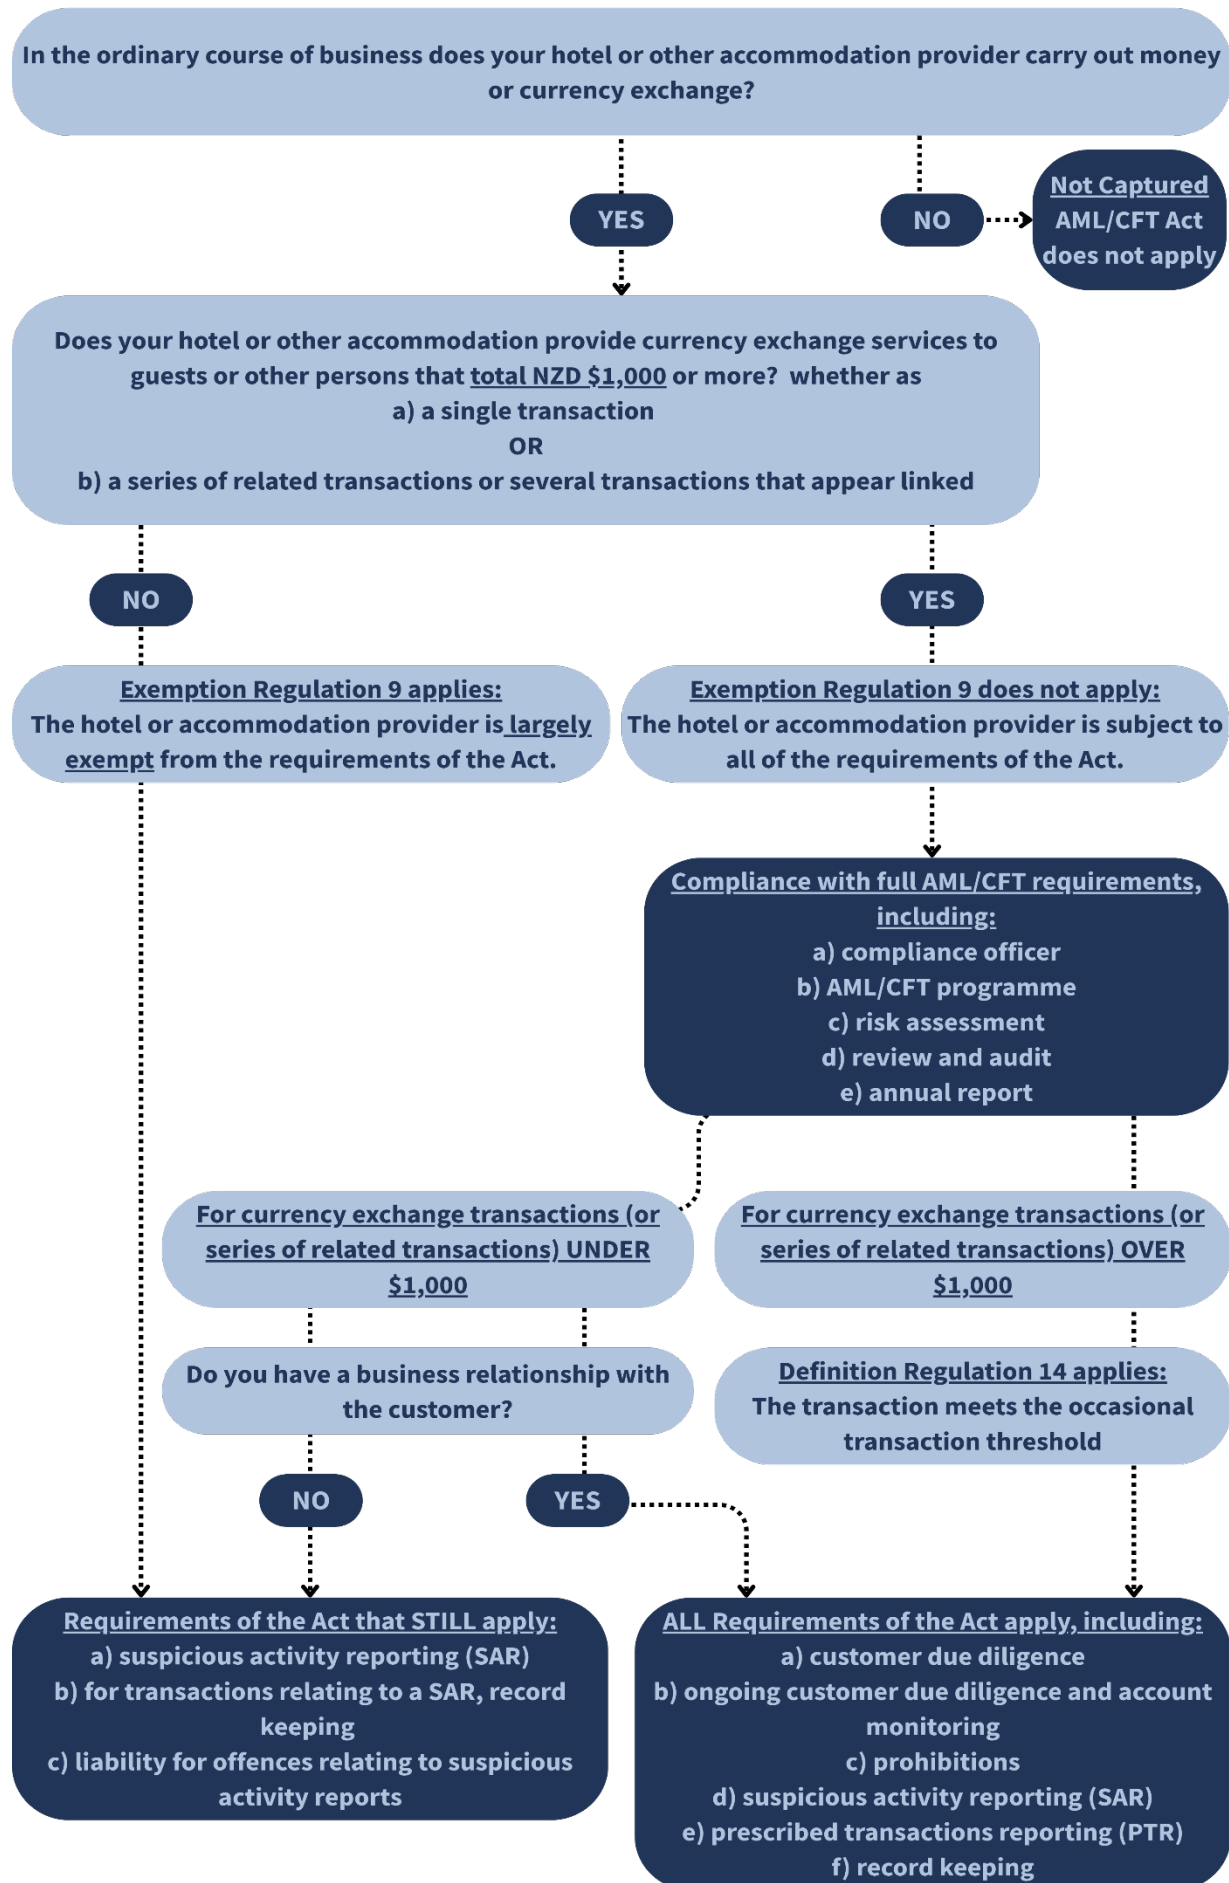 In the ordinary course of business does your hotel or other accommodation provider carry out money
or currency exchange?
YES
NO
Not Captured
AML/CFT Act
does not apply
Does your hotel or other accommodation provide currency exchange services to
guests or other persons that total NZD $1,000 or more? whether as
a) a single transaction
OR
b) a series of related transactions or several transactions that appear linked
NO
YES
Exemption Regulation 9 applies:
The hotel or accommodation provider is largely
exempt from the requirements of the Act.
Exemption Regulation 9 does not apply:
The hotel or accommodation provider is subject to
all of the requirements of the Act.
Compliance with full AML/CFT requirements,
including:
a) compliance officer
b) AML/CFT programme
c) risk assessment
d) review and audit
e) annual report
For currency exchange transactions (or
series of related transactions) UNDER
$1,000
For currency exchange transactions (or
series of related transactions) OVER
$1,000
Do you have a business relationship with
the customer?
Definition Regulation 14 applies:
The transaction meets the occasional
transaction threshold
NO
YES
Requirements of the Act that STILL apply:
a) suspicious activity reporting (SAR)
b) for transactions relating to a SAR, record
keeping
c) liability for offences relating to suspicious
activity reports
ALL Requirements of the Act apply, including:
a) customer due diligence
b) ongoing customer due diligence and account
monitoring
c) prohibitions
d) suspicious activity reporting (SAR)
e) prescribed transactions reporting (PTR)
f) record keeping